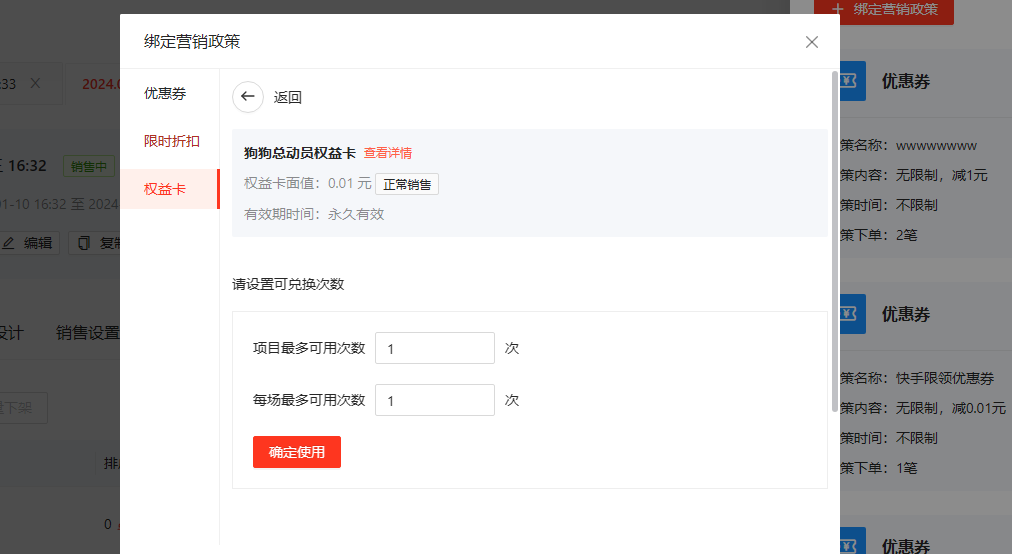 绑定营销政策
绑定营销政策
优惠券
限时折扣
权益卡
返回
狗狗总动员权益卡 查看详情
权益卡面值：0.01 元 正常销售
有效期时间：永久有效
请设置可兑换次数
项目最多可用次数 1 次
每场最多可用次数 1 次
确定使用
:33
2024.
至 16:32 销售中
01-10 16:32 至 2024
编辑
设计 销售设置
下架
0
优惠券
策名称：wwwwwwww
策内容：无限制，减1元
策时间：不限制
策下单：2笔
优惠券
策名称：快手限领优惠券
策内容：无限制，减0.01元
策时间：不限制
策下单：1笔
优惠券